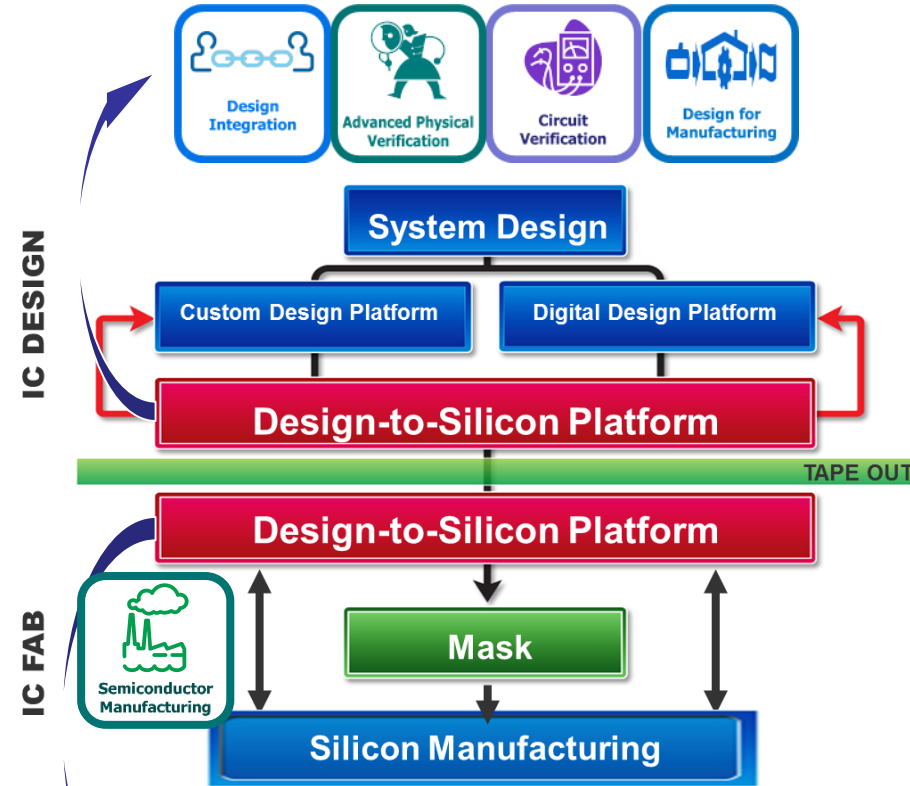 Design
Integration
Advanced Physical
Verification
Circuit
Verification
Design for
Manufacturing
IC DESIGN
System Design
Custom Design Platform
Digital Design Platform
Design-to-Silicon Platform
TAPE OUT
Design-to-Silicon Platform
IC FAB
Semiconductor
Manufacturing
Mask
Silicon Manufacturing